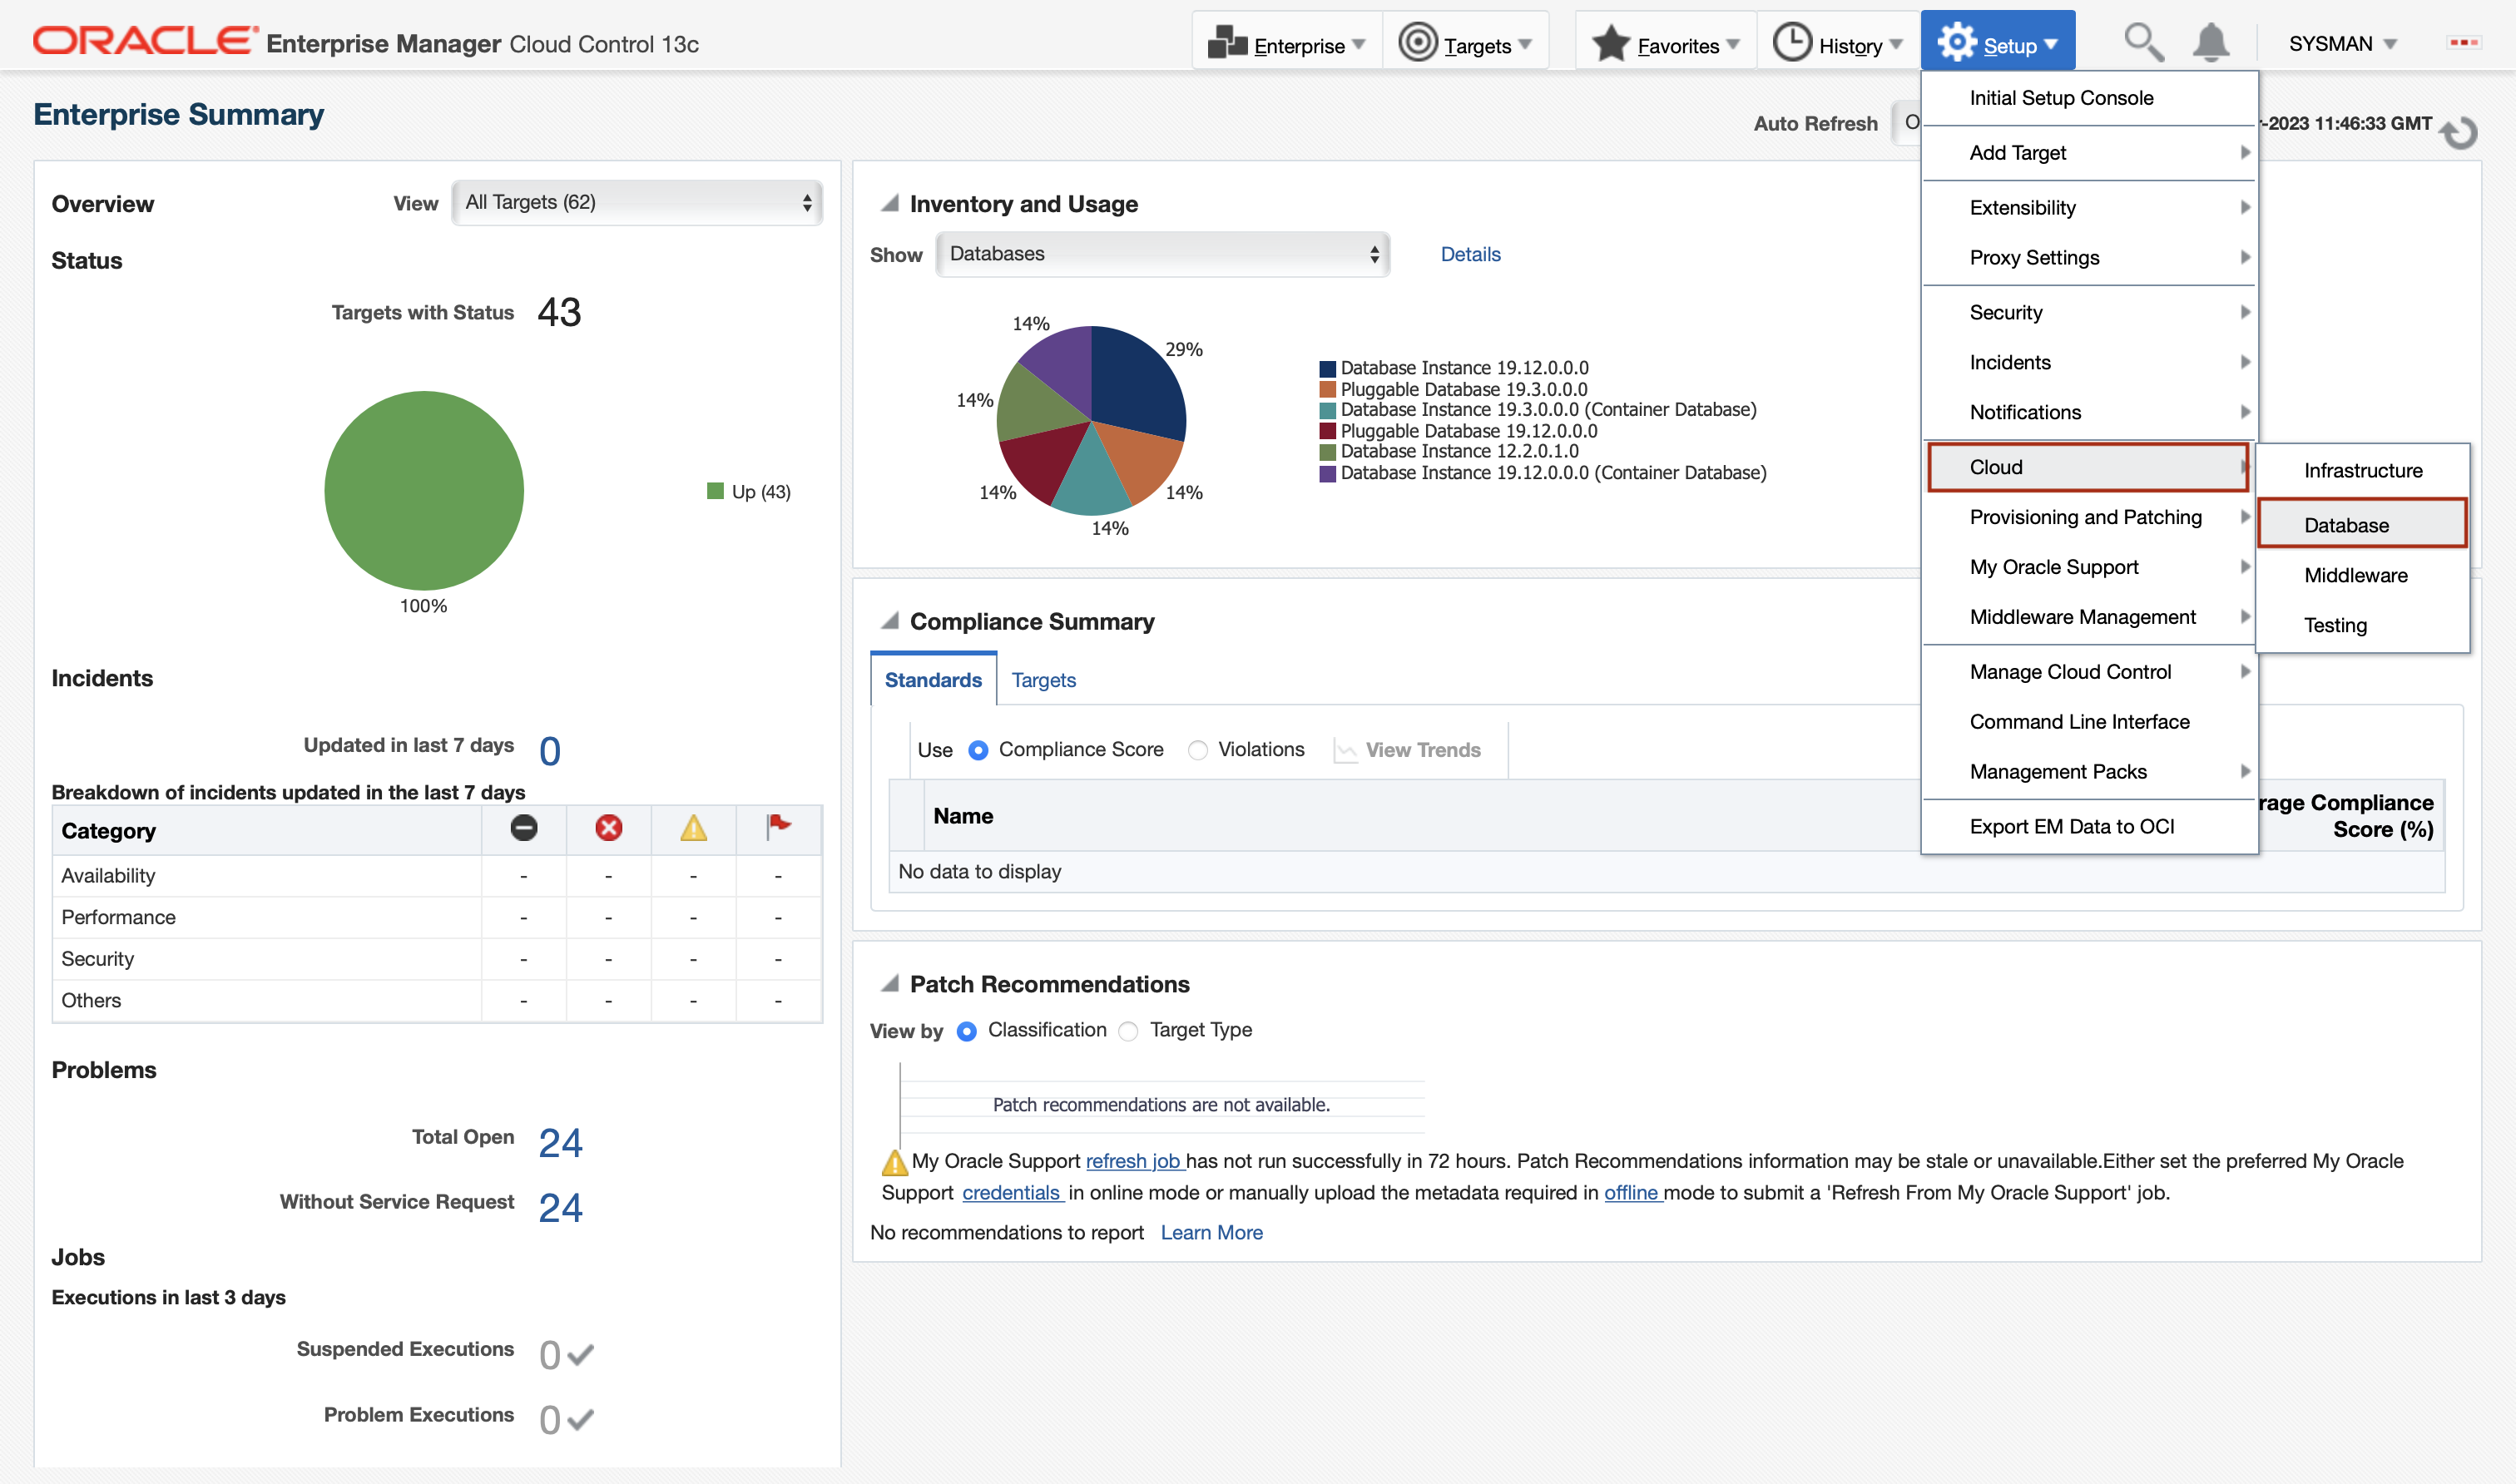 ORACLE Enterprise Manager Cloud Control 13c
Enterprise
Targets
Favorites
History
Setup
SYSMAN
Enterprise Summary
Auto Refresh
-2023 11:46:33 GMT
Overview
View All Targets (62)
Status
Targets with Status 43
Up (43)
100%
Incidents
Updated in last 7 days 0
Breakdown of incidents updated in the last 7 days
Category
Availability - - - -
Performance - - - -
Security - - - -
Others - - - -
Problems
Total Open 24
Without Service Request 24
Jobs
Executions in last 3 days
Suspended Executions 0
Problem Executions 0
Inventory and Usage
Show Databases Details
14%
29%
14%
14%
14%
14%
Database Instance 19.12.0.0.0
Pluggable Database 19.3.0.0.0
Database Instance 19.3.0.0.0 (Container Database)
Pluggable Database 19.12.0.0.0
Database Instance 12.2.0.1.0
Database Instance 19.12.0.0.0 (Container Database)
Compliance Summary
Standards Targets
Use Compliance Score Violations View Trends
Name
rage Compliance
Score (%)
No data to display
Patch Recommendations
View by Classification Target Type
Patch recommendations are not available.
My Oracle Support refresh job has not run successfully in 72 hours. Patch Recommendations information may be stale or unavailable.Either set the preferred My Oracle
Support credentials in online mode or manually upload the metadata required in offline mode to submit a 'Refresh From My Oracle Support' job.
No recommendations to report Learn More
Initial Setup Console
Add Target
Extensibility
Proxy Settings
Security
Incidents
Notifications
Cloud
Provisioning and Patching
My Oracle Support
Middleware Management
Manage Cloud Control
Command Line Interface
Management Packs
Export EM Data to OCI
Infrastructure
Database
Middleware
Testing